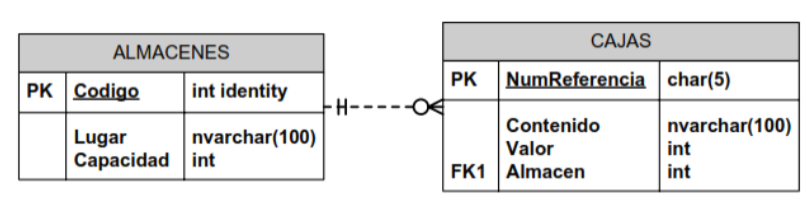 ALMACENES
PK Codigo int identity
Lugar nvarchar(100)
Capacidad int
CAJAS
PK NumReferencia char(5)
Contenido nvarchar(100)
Valor int
FK1 Almacen int